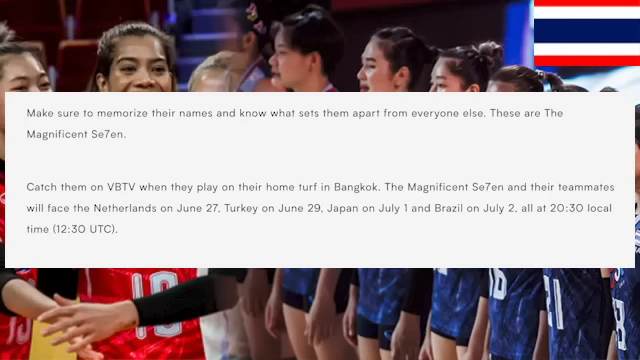 Make sure to memorize their names and know what sets them apart from everyone else. These are The
Magnificent Se7en.
Catch them on VBTV when they play on their home turf in Bangkok. The Magnificent Se7en and their teammates
will face the Netherlands on June 27, Turkey on June 29, Japan on July 1 and Brazil on July 2, all at 20:30 local
time (12:30 UTC).
10